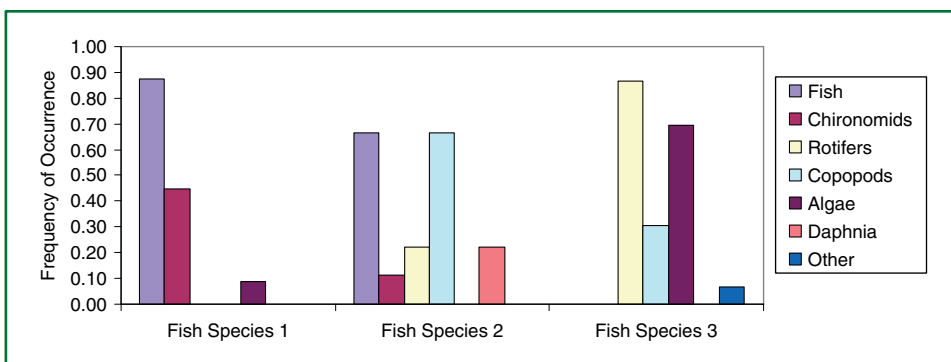 1.00
0.90
0.80
0.70
0.60
0.50
0.40
0.30
0.20
0.10
0.00
Frequency of Occurrence
Fish Species 1
Fish Species 2
Fish Species 3
Fish
Chironomids
Rotifers
Copopods
Algae
Daphnia
Other